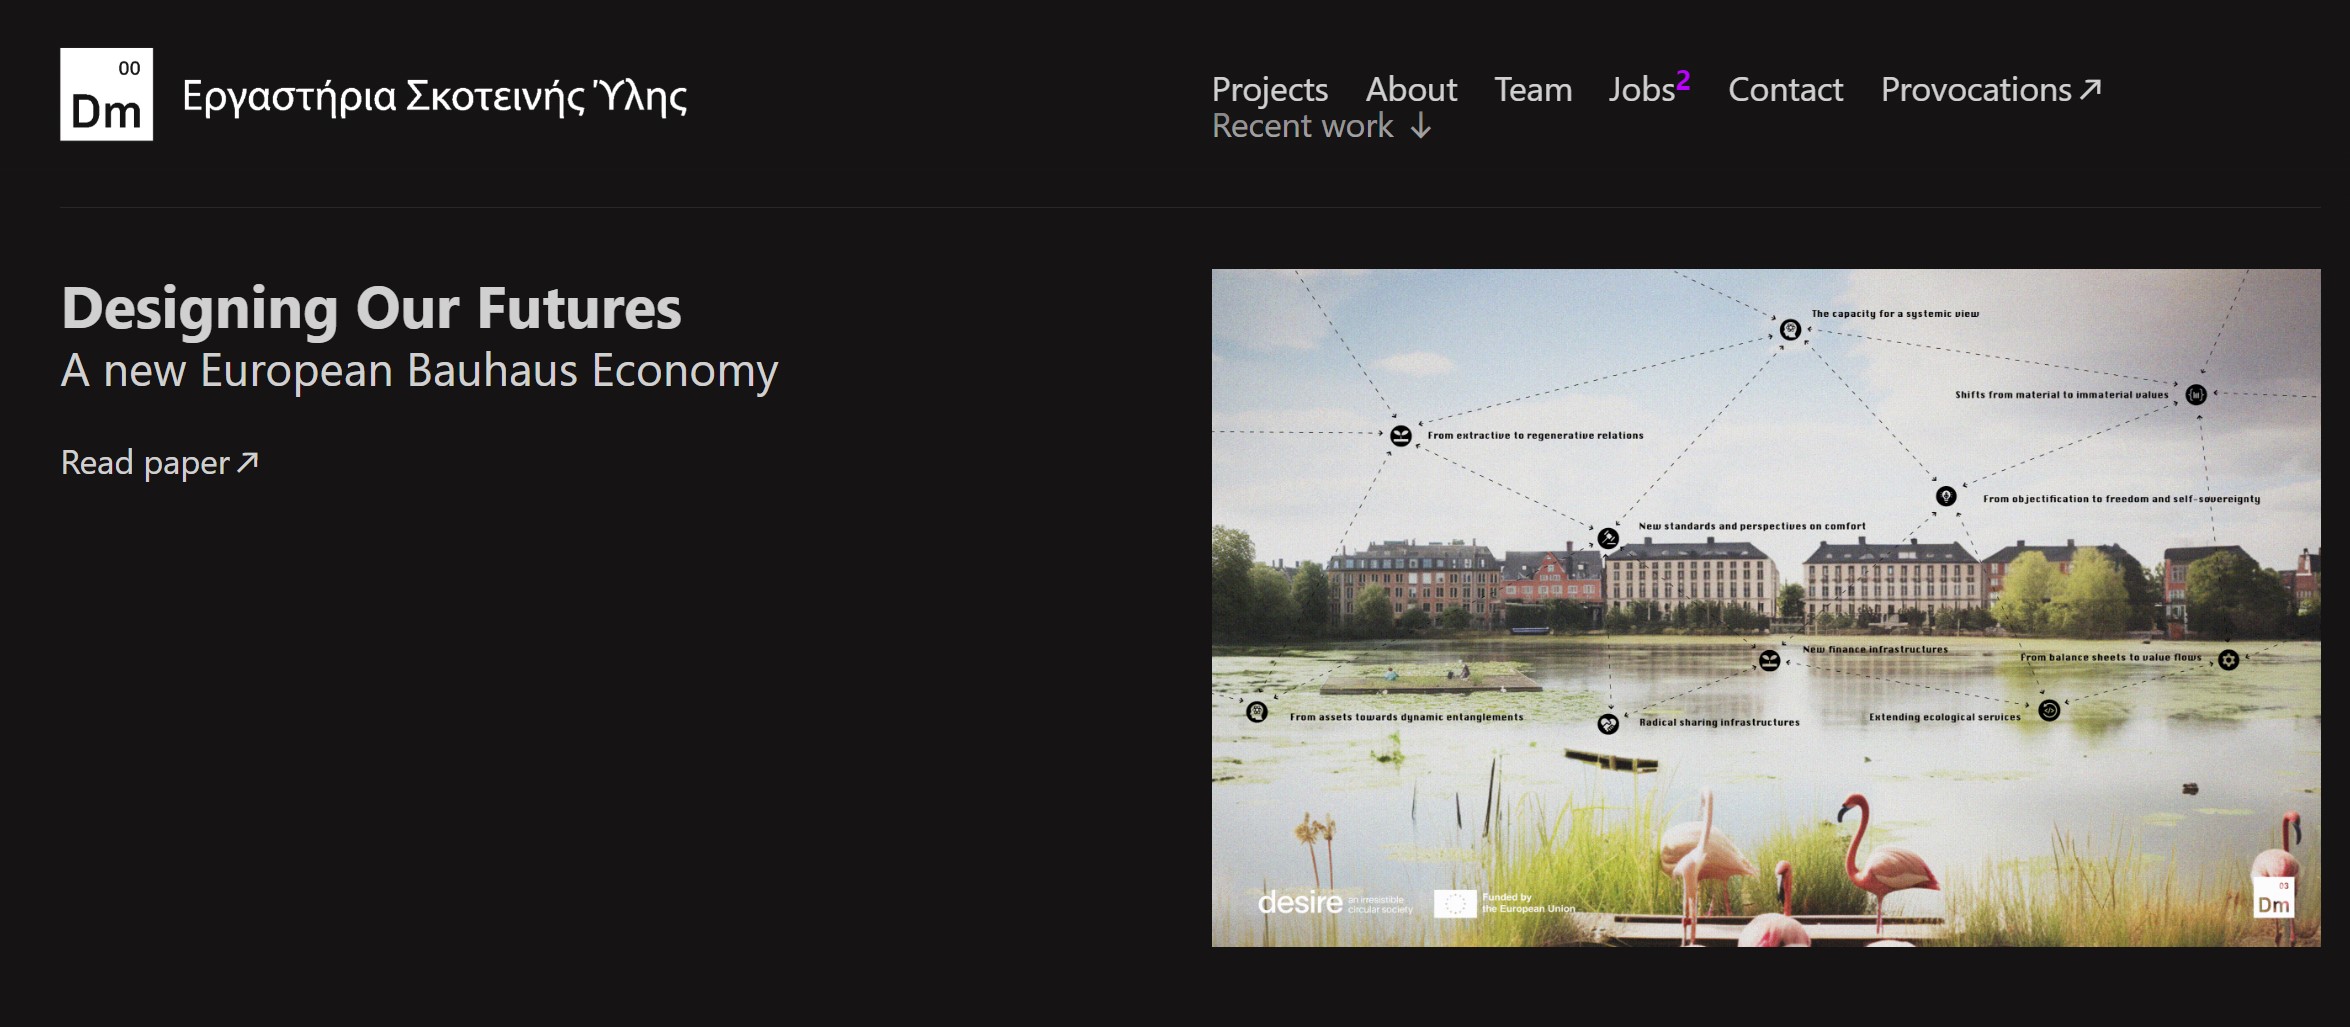 00
Dm
Εργαστήρια Σκοτεινής Ύλης
Projects About Team Jobs2 Contact Provocations ↗
Recent work ↓
Designing Our Futures
A new European Bauhaus Economy
Read paper ↗
The capacity for a systemic view
Shifts from material to immaterial values
From extractive to regenerative relations
From objectification to freedom and self-sovereignty
New standards and perspectives on comfort
New finance infrastructures
From balance sheets to value flows
From assets towards dynamic entanglements
Radical sharing infrastructures
Extending ecological services
desire
an irresistible
circular society
Funded by
the European Union
03
Dm